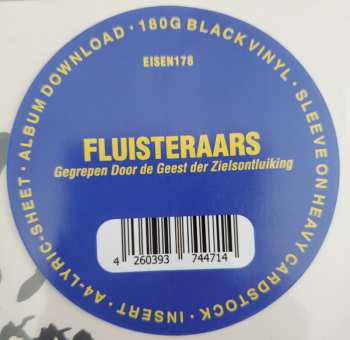 ALBUM DOWNLOAD · 180G BLACK VINYL · SLEEVE ON HEAVY CARDSTOCK · INSERT · A4-LYRIC-SHEET ·
EISEN178
FLUISTERAARS
Gegrepen Door de Geest der Zielsontluiking
4 260393 744714